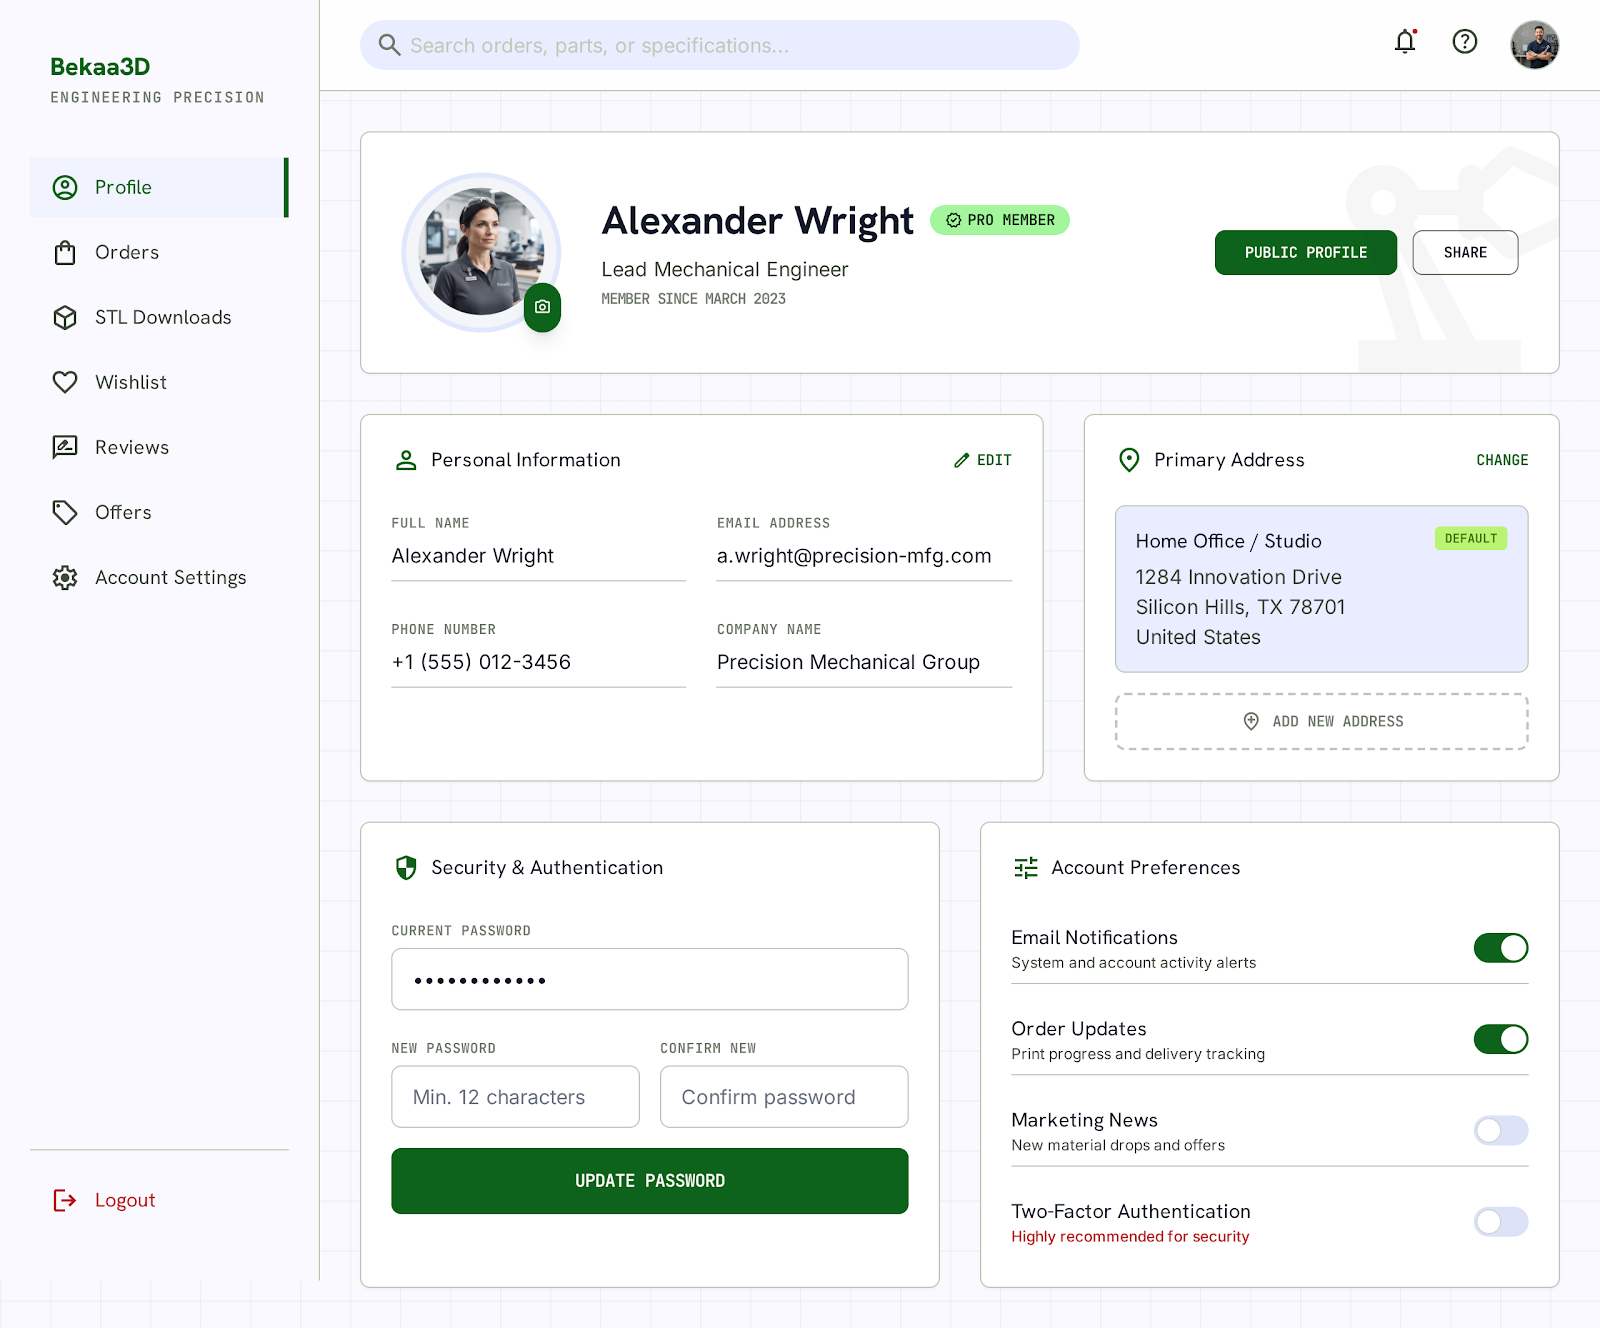 Bekaa3D
ENGINEERING PRECISION
Profile
Orders
STL Downloads
Wishlist
Reviews
Offers
Account Settings
Logout
Search orders, parts, or specifications...
Alexander Wright
PRO MEMBER
Lead Mechanical Engineer
MEMBER SINCE MARCH 2023
PUBLIC PROFILE
SHARE
Personal Information
EDIT
FULL NAME
Alexander Wright
EMAIL ADDRESS
a.wright@precision-mfg.com
PHONE NUMBER
+1 (555) 012-3456
COMPANY NAME
Precision Mechanical Group
Primary Address
CHANGE
Home Office / Studio
DEFAULT
1284 Innovation Drive
Silicon Hills, TX 78701
United States
ADD NEW ADDRESS
Security & Authentication
CURRENT PASSWORD
••••••••••••
NEW PASSWORD
Min. 12 characters
CONFIRM NEW
Confirm password
UPDATE PASSWORD
Account Preferences
Email Notifications
System and account activity alerts
Order Updates
Print progress and delivery tracking
Marketing News
New material drops and offers
Two-Factor Authentication
Highly recommended for security